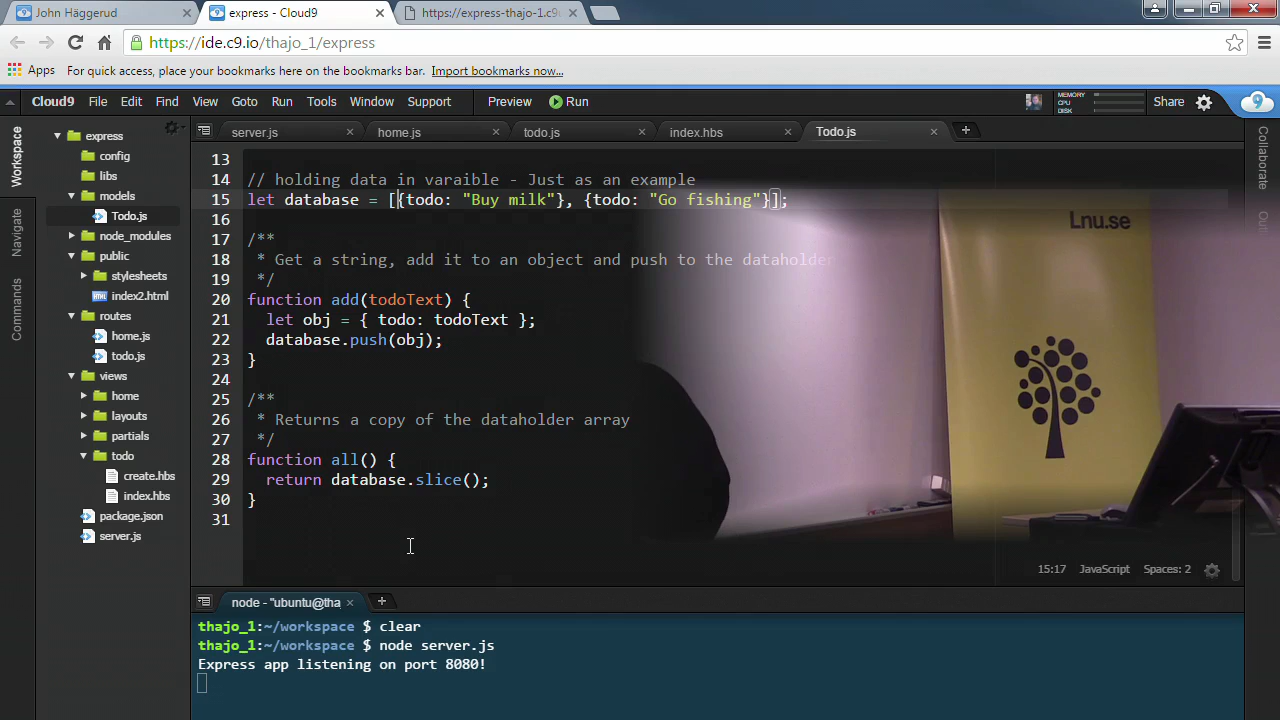 John Häggerud
express - Cloud9
https://express-thajo-1.c9u
https://ide.c9.io/thajo_1/express
Apps For quick access, place your bookmarks here on the bookmarks bar. Import bookmarks now...
Cloud9 File Edit Find View Goto Run Tools Window Support Preview Run MEMORY CPU DISK Share
Workspace
Navigate
Commands
express
config
libs
models
Todo.js
node_modules
public
stylesheets
index2.html
routes
home.js
todo.js
views
home
layouts
partials
todo
create.hbs
index.hbs
package.json
server.js
server.js home.js todo.js index.hbs Todo.js
13
14 // holding data in varaible - Just as an example
15 let database = [{todo: "Buy milk"}, {todo: "Go fishing"}];
16
17 /**
18 * Get a string, add it to an object and push to the dataholder
19 */
20 function add(todoText) {
21 let obj = { todo: todoText };
22 database.push(obj);
23 }
24
25 /**
26 * Returns a copy of the dataholder array
27 */
28 function all() {
29 return database.slice();
30 }
31
Lnu.se
15:17 JavaScript Spaces: 2
Collaborate
node - "ubuntu@tha
thajo_1:~/workspace $ clear
thajo_1:~/workspace $ node server.js
Express app listening on port 8080!